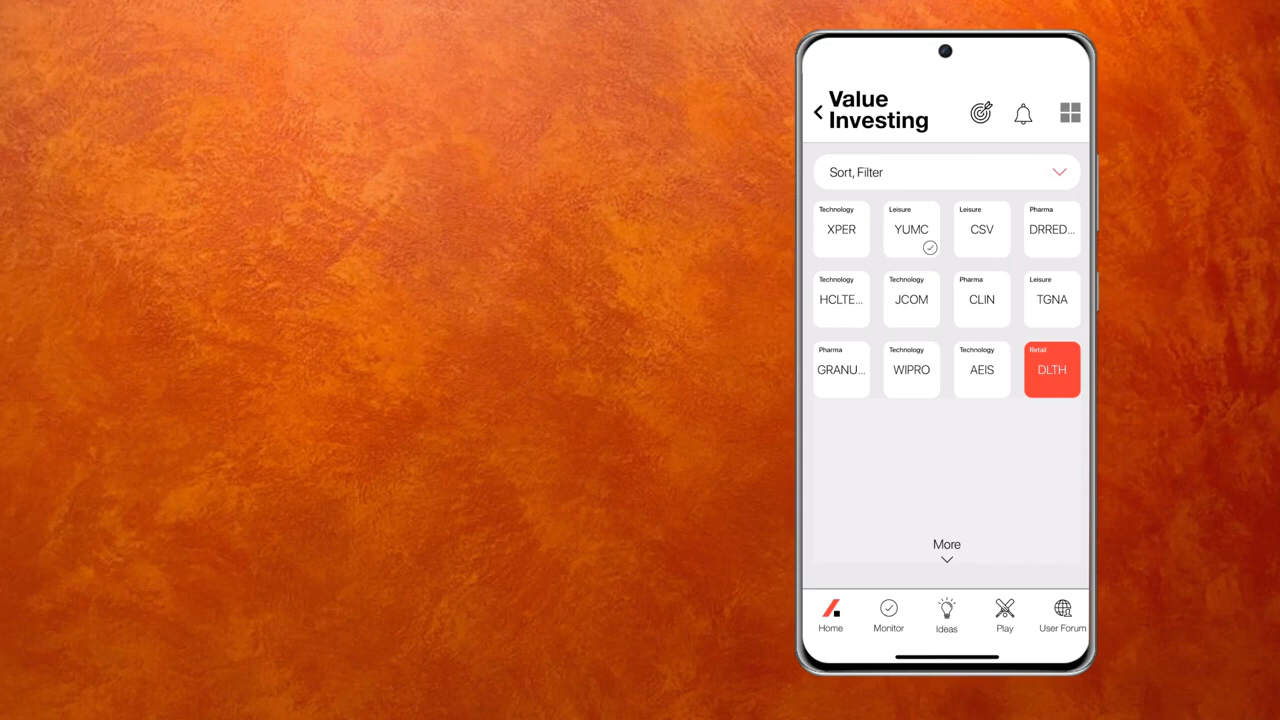 Value
Investing
Sort, Filter
Technology
XPER
Leisure
YUMC
Leisure
CSV
Pharma
DRRED...
Technology
HCLTE...
Technology
JCOM
Pharma
CLIN
Leisure
TGNA
Pharma
GRANU...
Technology
WIPRO
Technology
AEIS
Retail
DLTH
More
Home
Monitor
Ideas
Play
User Forum